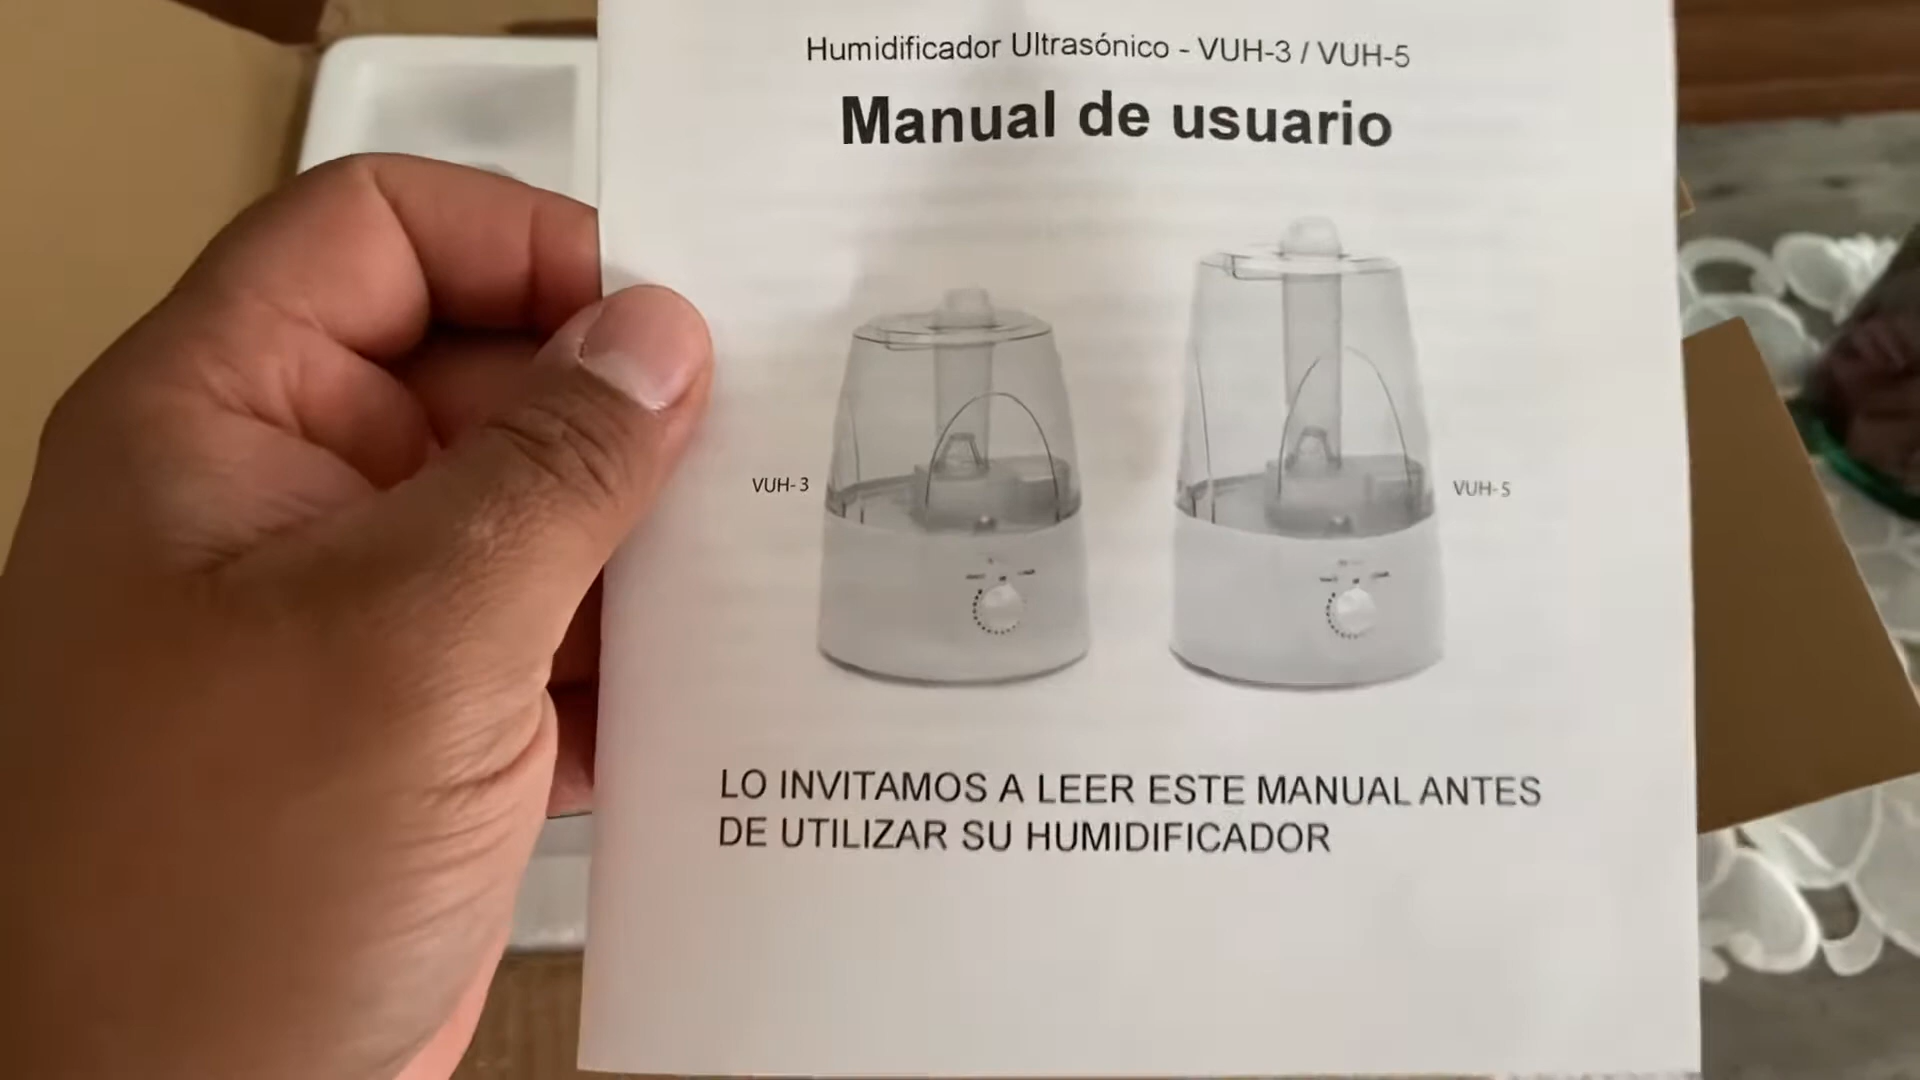 Humidificador Ultrasónico - VUH-3 / VUH-5
Manual de usuario
VUH-3
VUH-5
LO INVITAMOS A LEER ESTE MANUAL ANTES
DE UTILIZAR SU HUMIDIFICADOR